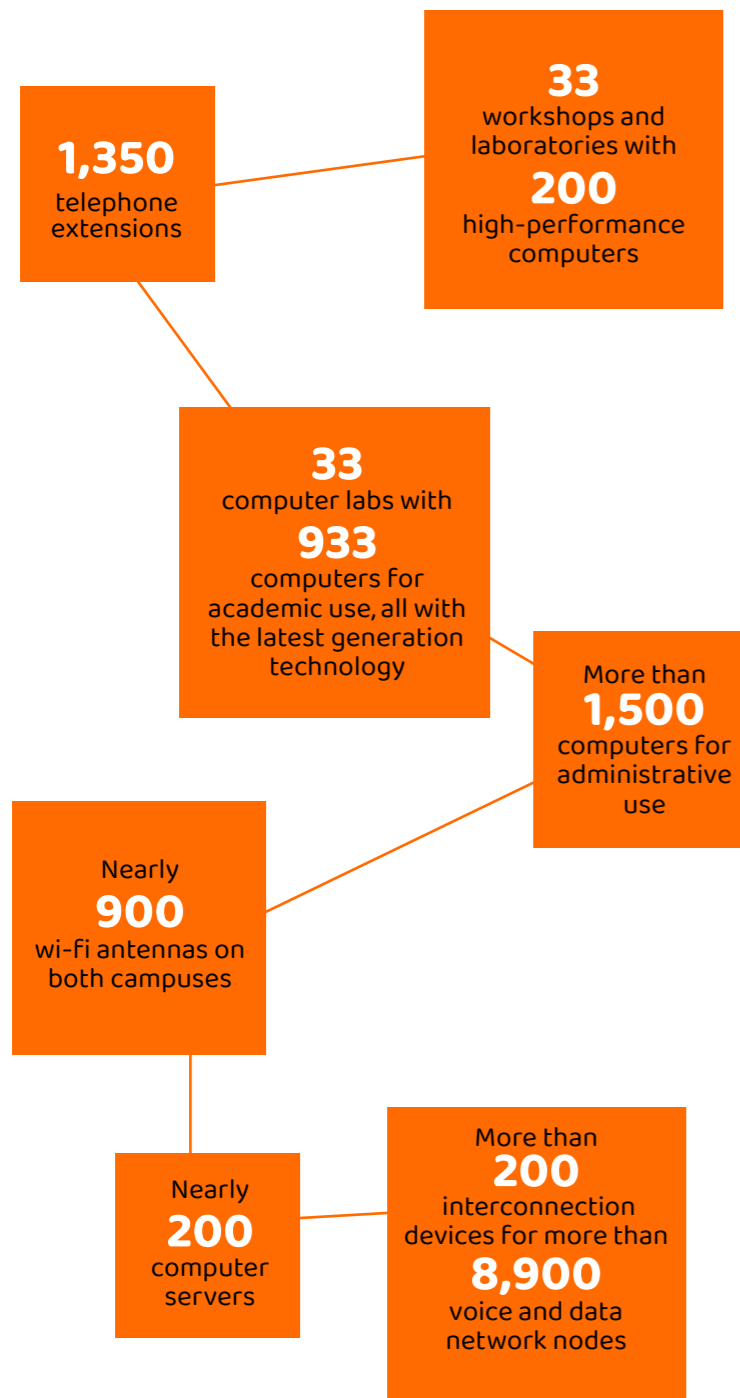 33
workshops and
laboratories with
200
high-performance
computers
1,350
telephone
extensions
33
computer labs with
933
computers for
academic use, all with
the latest generation
technology
More than
1,500
computers for
administrative
use
Nearly
900
wi-fi antennas on
both campuses
Nearly
200
computer
servers
More than
200
interconnection
devices for more than
8,900
voice and data
network nodes